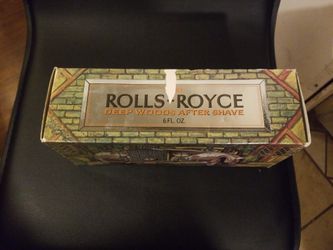 ROLLS-ROYCE
DEEP WOODS AFTER SHAVE
6 FL. OZ.